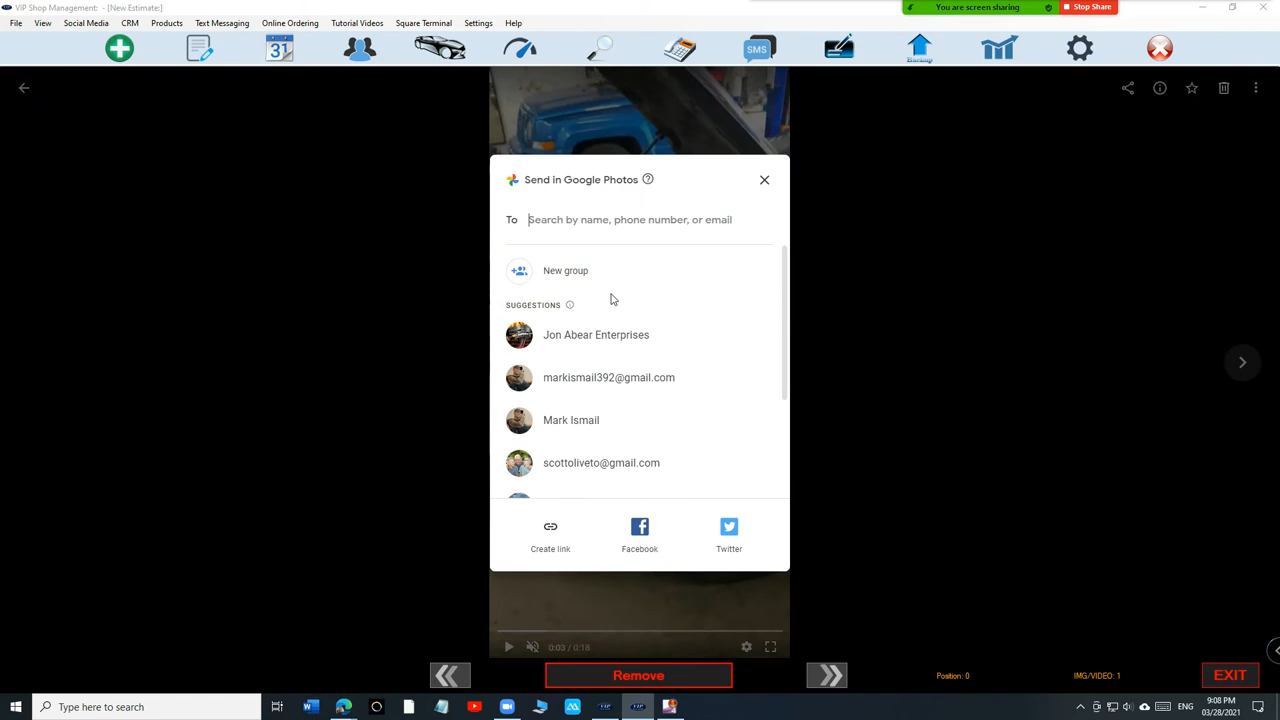 VIP Shop Management: - [New Estimate:]
You are screen sharing
Stop Share
File View Social Media CRM Products Text Messaging Online Ordering Tutorial Videos Square Terminal Settings Help
31
SMS
Backup
Send in Google Photos
To Search by name, phone number, or email
New group
SUGGESTIONS
Jon Abear Enterprises
markismail392@gmail.com
Mark Ismail
scottoliveto@gmail.com
Create link
Facebook
Twitter
0:03 / 0:18
Remove
Position: 0
IMG/VIDEO: 1
EXIT
Type here to search
VIP
VIP
ENG
9:08 PM
03/28/2021